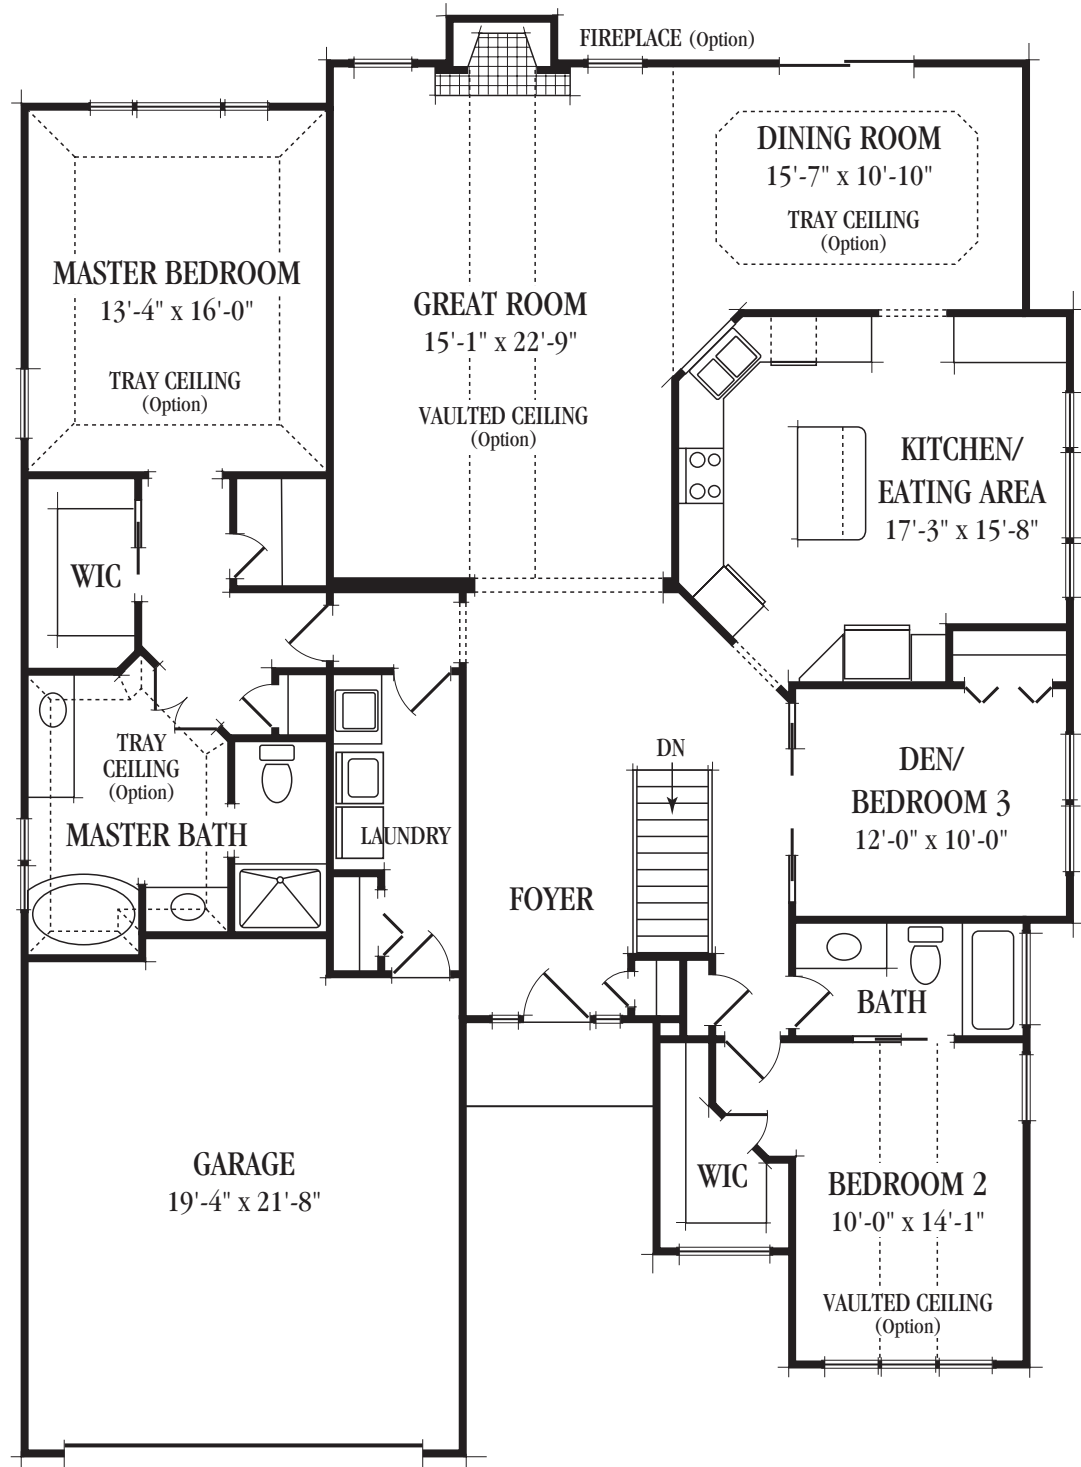 FIREPLACE (Option)
DINING ROOM
15'-7" x 10'-10"
TRAY CEILING
(Option)
MASTER BEDROOM
13'-4" x 16'-0"
TRAY CEILING
(Option)
GREAT ROOM
15'-1" x 22'-9"
VAULTED CEILING
(Option)
KITCHEN/
EATING AREA
17'-3" x 15'-8"
WIC
TRAY
CEILING
(Option)
MASTER BATH
LAUNDRY
DN
FOYER
DEN/
BEDROOM 3
12'-0" x 10'-0"
BATH
GARAGE
19'-4" x 21'-8"
WIC
BEDROOM 2
10'-0" x 14'-1"
VAULTED CEILING
(Option)